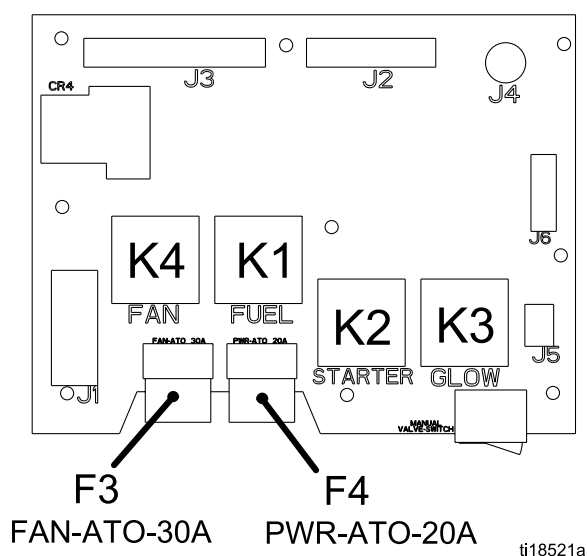 J3
J2
J4
CR4
J6
K4
K1
FAN
FUEL
K2
K3
J5
FAN-ATO 30A
PWR-ATO 20A
STARTER
GLOW
J1
MANUAL
VALVE-SWITCH
F3
F4
FAN-ATO-30A
PWR-ATO-20A
ti18521a